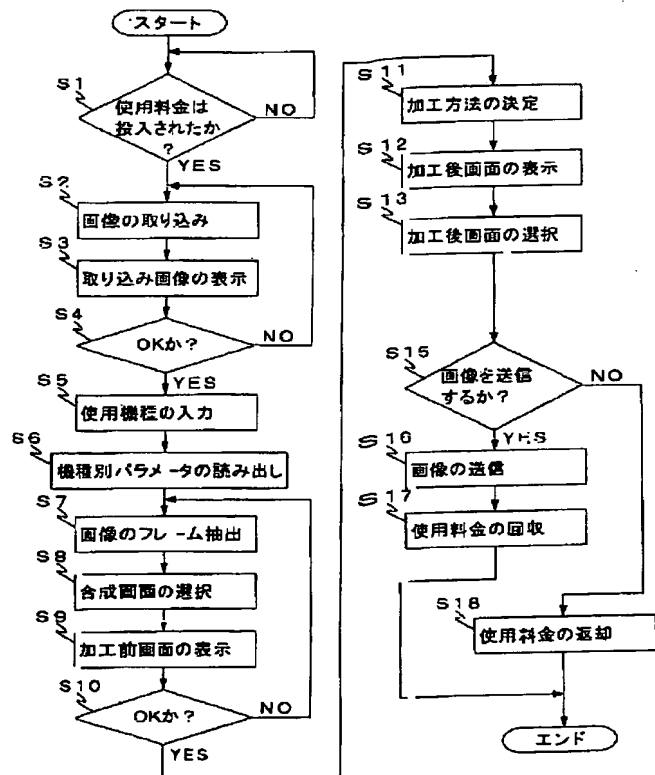 スタート
S1
使用料金は
投入されたか
?
NO
YES
S2
画像の取り込み
S3
取り込み画像の表示
S4
OKか?
NO
YES
S5
使用機種の入力
S6
機種別パラメータの読み出し
S7
画像のフレーム抽出
S8
合成画面の選択
S9
加工前画面の表示
S10
OKか?
NO
YES
S11
加工方法の決定
S12
加工後画面の表示
S13
加工後画面の選択
S15
画像を送信
するか?
NO
YES
S16
画像の送信
S17
使用料金の回収
S18
使用料金の返却
エンド